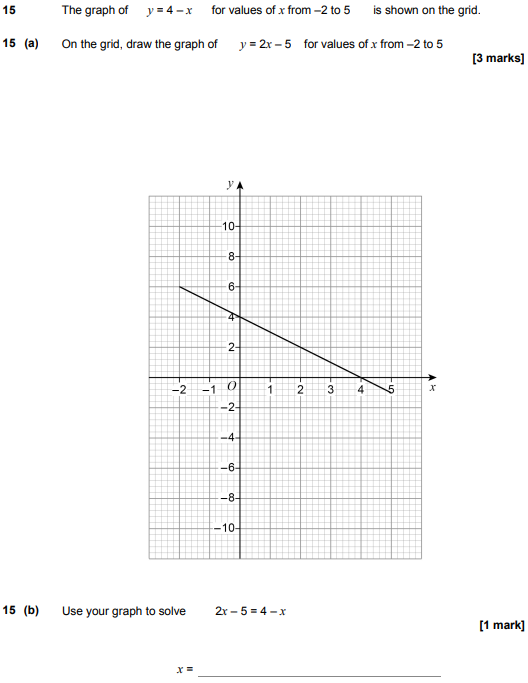 15 The graph of y = 4 – x for values of x from –2 to 5 is shown on the grid.
15 (a) On the grid, draw the graph of y = 2x – 5 for values of x from –2 to 5
[3 marks]
y
10
8
6
4
2
–2 –1 O 1 2 3 4 5 x
–2
–4
–6
–8
–10
15 (b) Use your graph to solve 2x – 5 = 4 – x
[1 mark]
x =